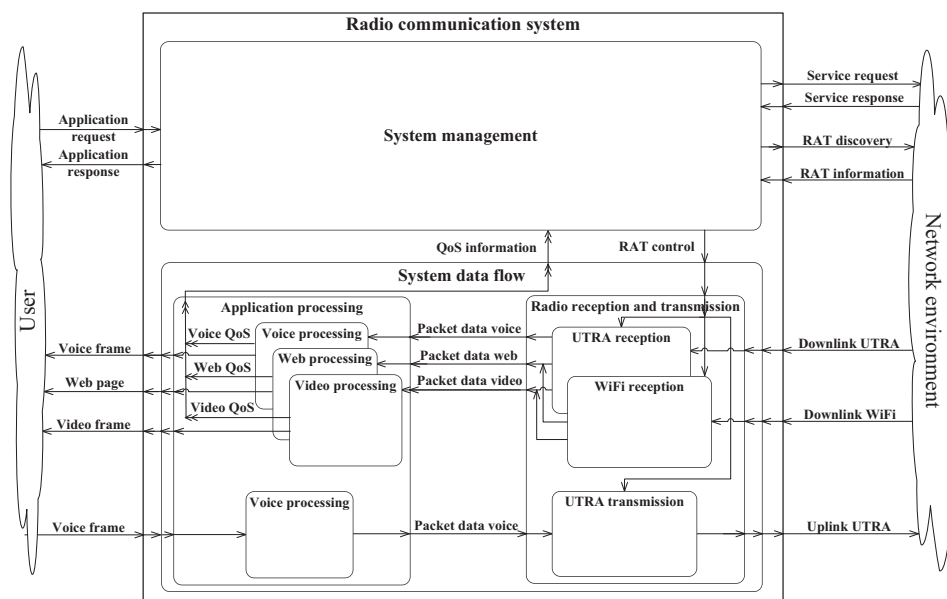 Radio communication system
Service request
Service response
Application
request
System management
Application
response
RAT discovery
RAT information
QoS information
RAT control
System data flow
Application processing
Radio reception and transmission
Voice QoS
Voice processing
Packet data voice
UTRA reception
Voice frame
Downlink UTRA
Web QoS
Web processing
Packet data web
Web page
Video processing
Packet data video
WiFi reception
Video QoS
Video frame
Downlink WiFi
Voice processing
UTRA transmission
Voice frame
Packet data voice
Uplink UTRA
User
Network environment